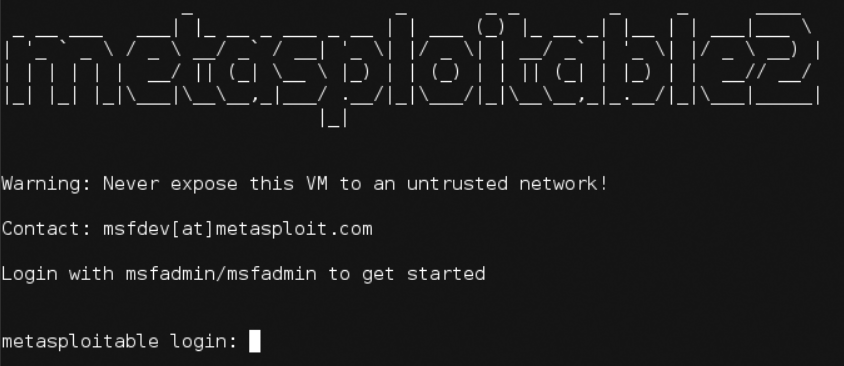 metasploitable2
Warning: Never expose this VM to an untrusted network!
Contact: msfdev[at]metasploit.com
Login with msfadmin/msfadmin to get started
metasploitable login: